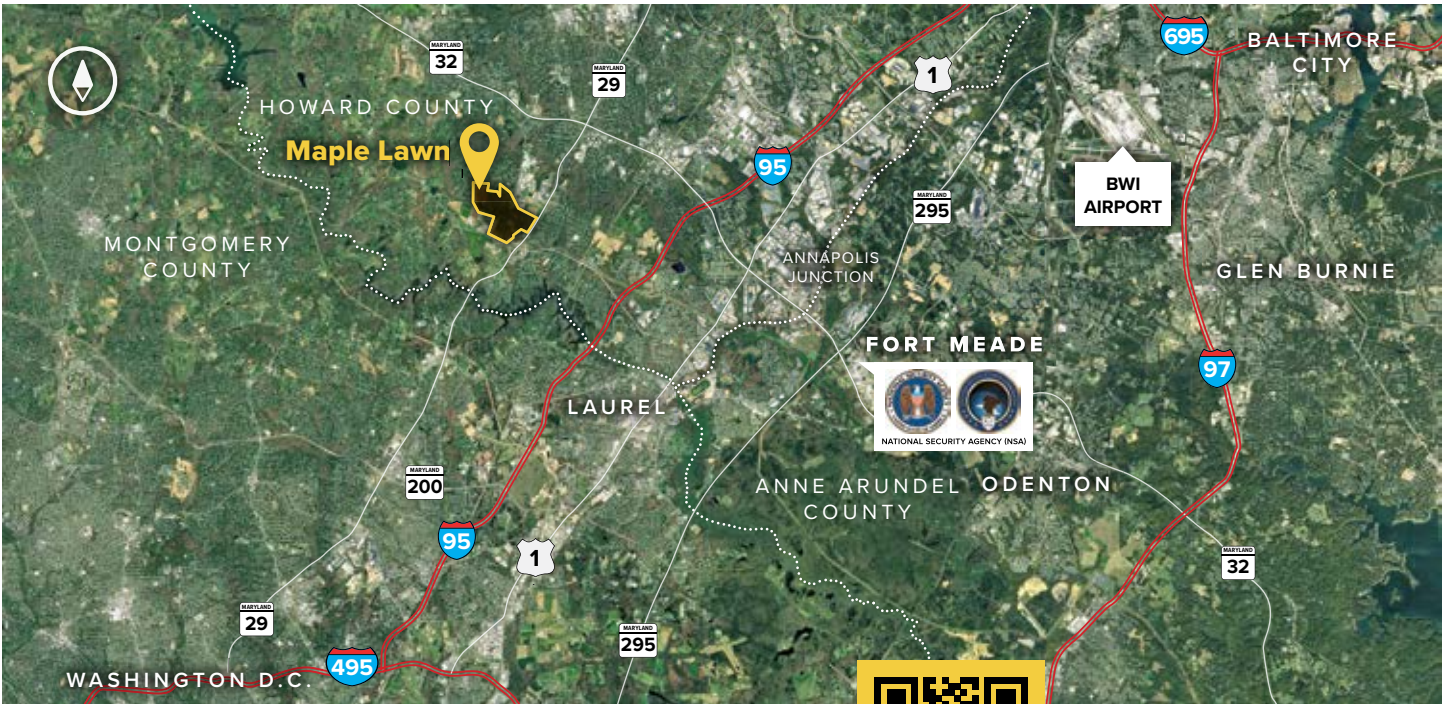 MARYLAND
32
MARYLAND
29
1
695
BALTIMORE
CITY
HOWARD COUNTY
Maple Lawn
95
BWI
AIRPORT
MARYLAND
295
MONTGOMERY
COUNTY
ANNAPOLIS
JUNCTION
GLEN BURNIE
FORT MEADE
97
NATIONAL SECURITY AGENCY (NSA)
LAUREL
MARYLAND
200
ANNE ARUNDEL
COUNTY
ODENTON
95
1
MARYLAND
32
MARYLAND
29
MARYLAND
295
495
WASHINGTON D.C.